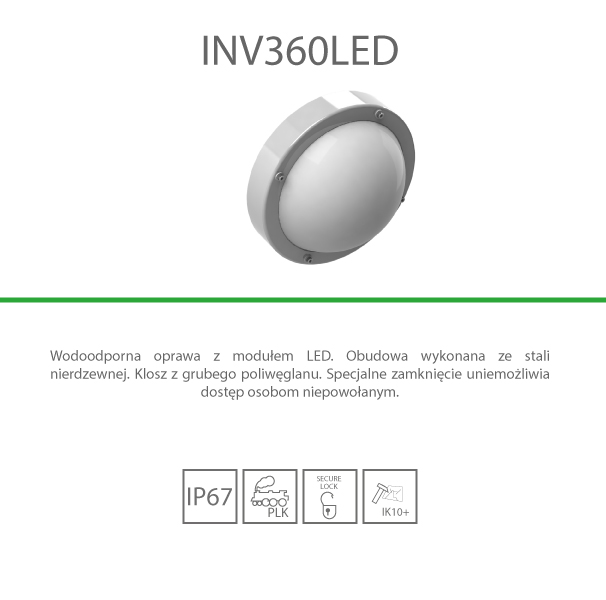 INV360LED
Wodoodporna oprawa z modułem LED. Obudowa wykonana ze stali
nierdzewnej. Klosz z grubego poliwęglanu. Specjalne zamknięcie uniemożliwia
dostęp osobom niepowołanym.
IP67
PLK
SECURE
LOCK
IK10+